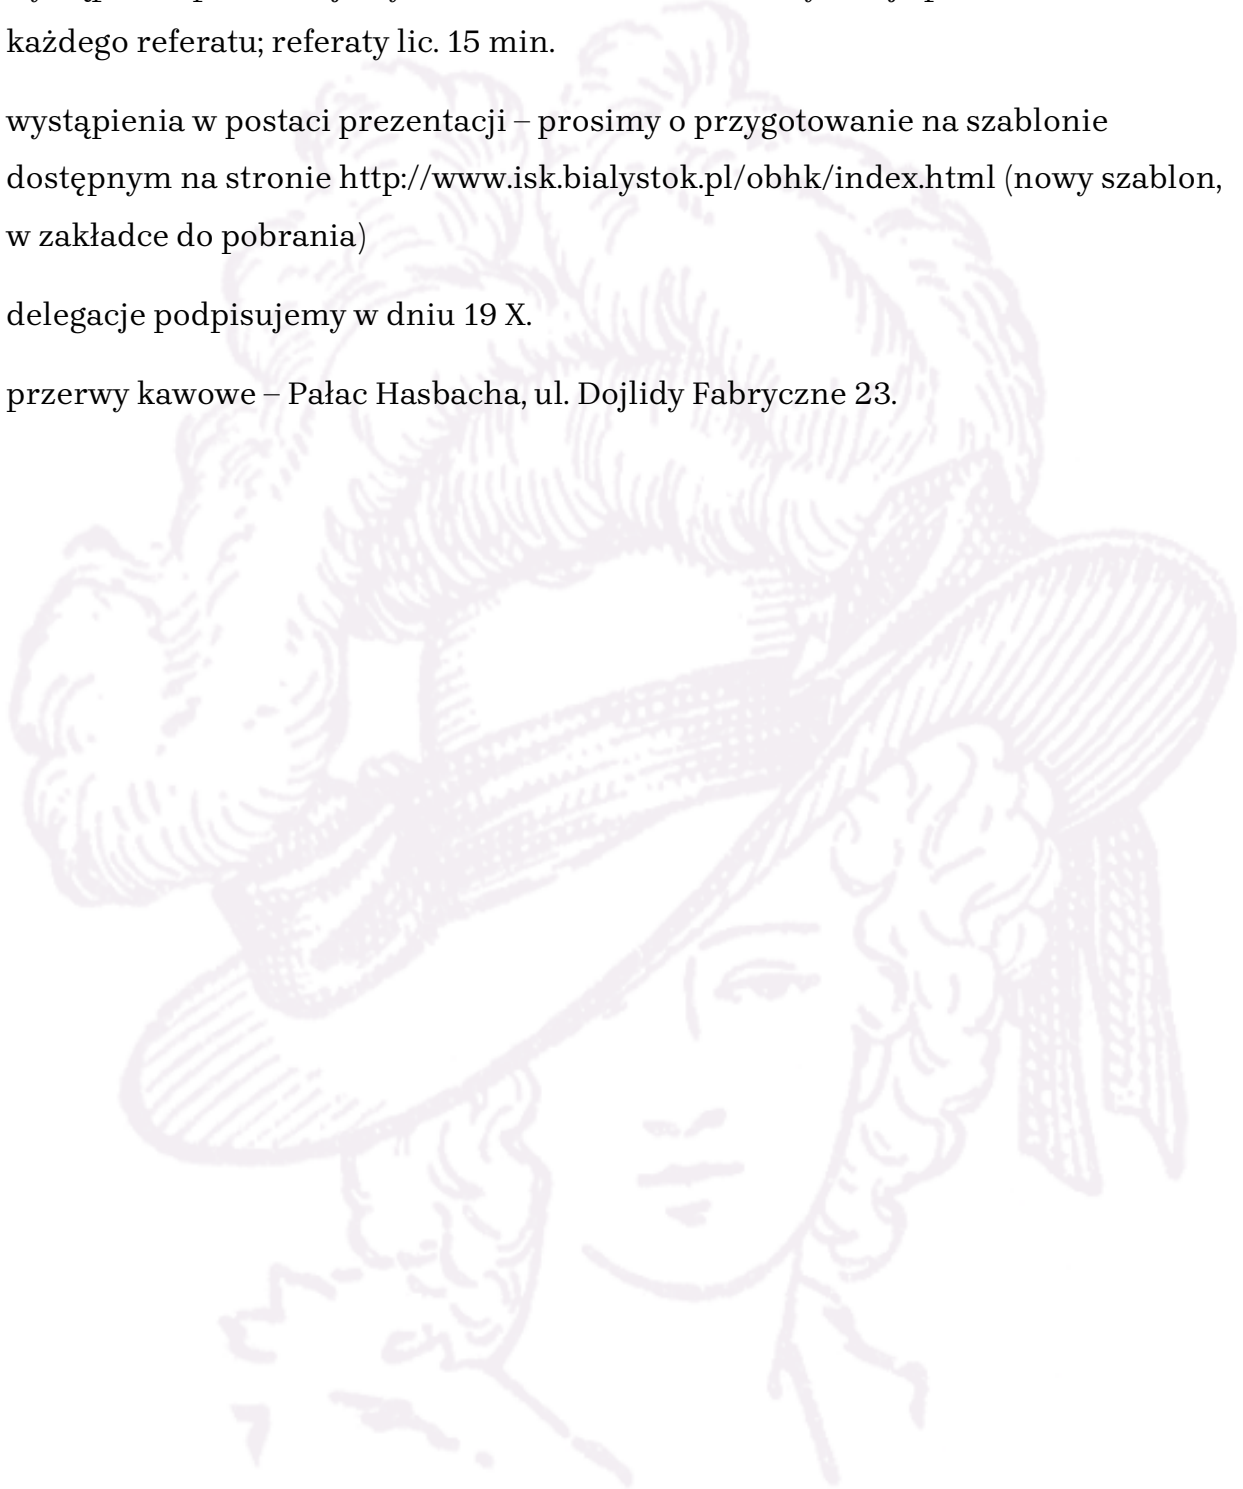 każdego referatu; referaty lic. 15 min.
wystąpienia w postaci prezentacji – prosimy o przygotowanie na szablonie
dostępnym na stronie http://www.isk.bialystok.pl/obhk/index.html (nowy szablon,
w zakładce do pobrania)
delegacje podpisujemy w dniu 19 X.
przerwy kawowe – Pałac Hasbacha, ul. Dojlidy Fabryczne 23.